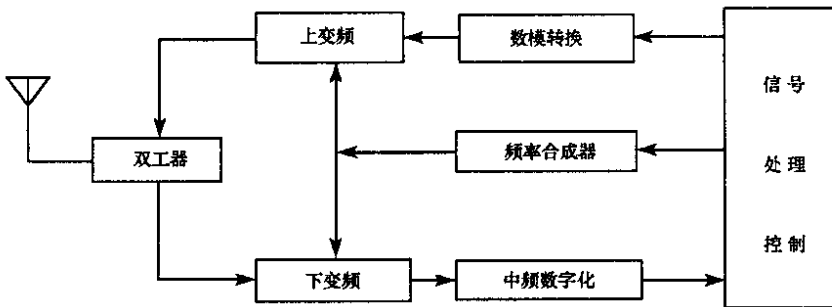 上变频
数模转换
信号
双工器
频率合成器
处理
下变频
中频数字化
控制